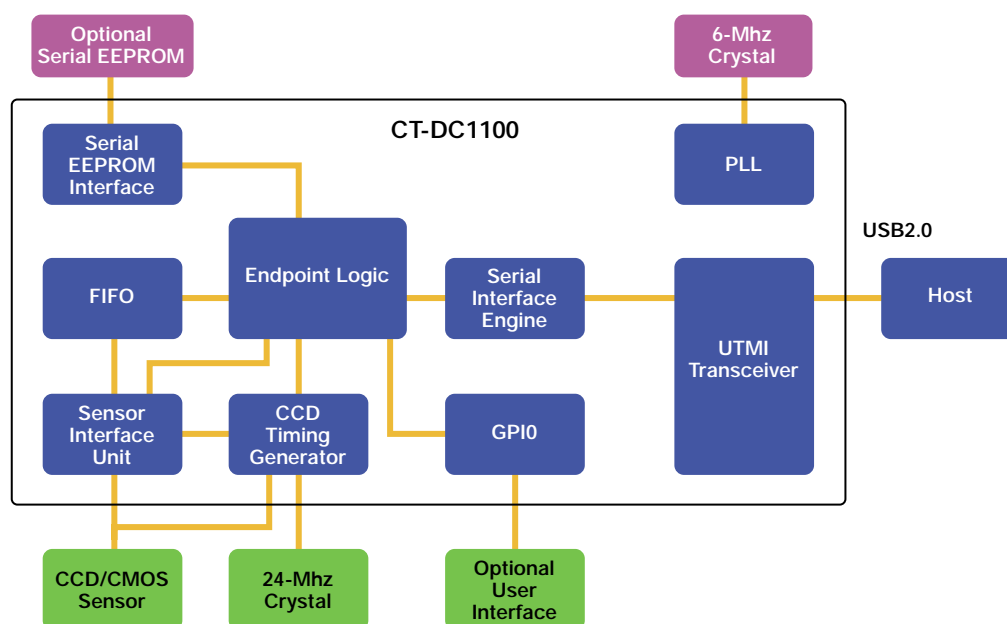 Optional
Serial EEPROM
6-Mhz
Crystal
CT-DC1100
Serial
EEPROM
Interface
PLL
USB2.0
FIFO
Endpoint Logic
Serial
Interface
Engine
UTMI
Transceiver
Host
Sensor
Interface
Unit
CCD
Timing
Generator
GPI0
CCD/CMOS
Sensor
24-Mhz
Crystal
Optional
User
Interface